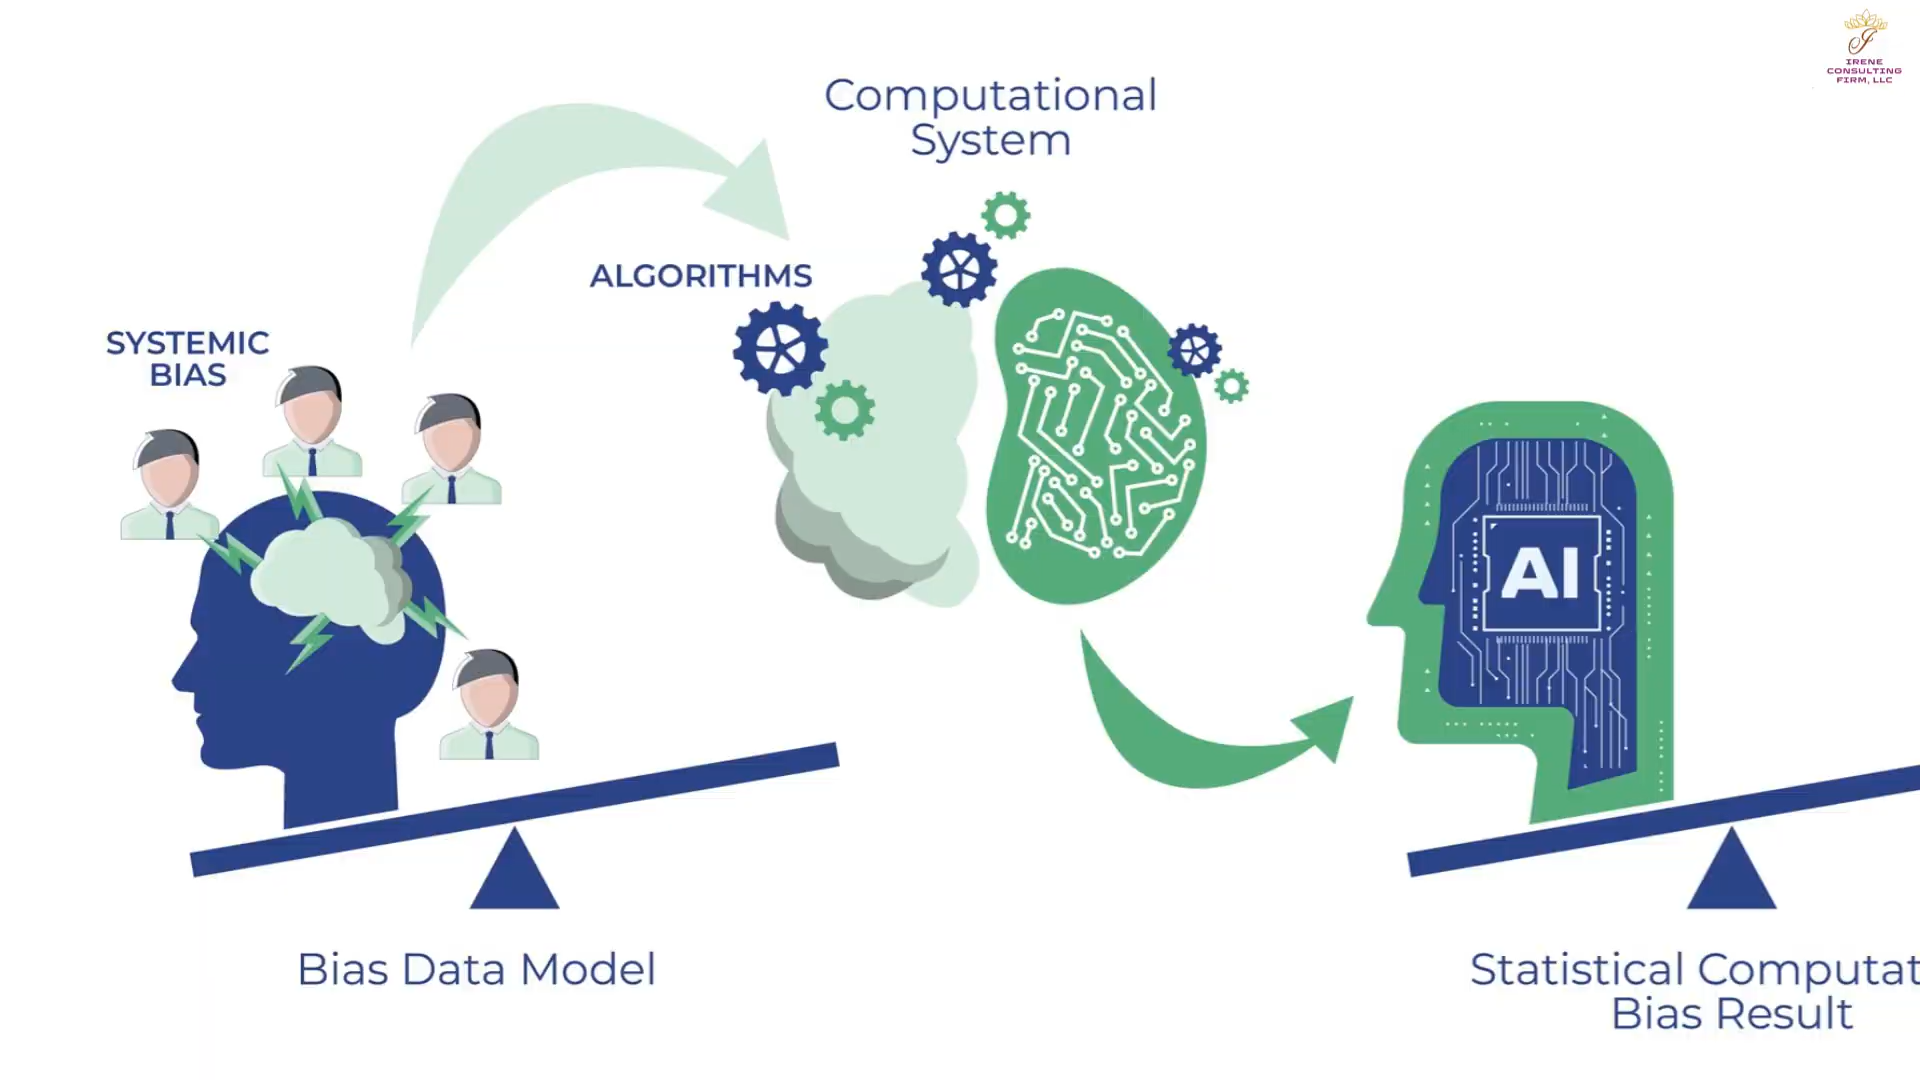 IRENE
CONSULTING
FIRM, LLC
Computational
System
ALGORITHMS
SYSTEMIC
BIAS
AI
Bias Data Model
Statistical Computat
Bias Result